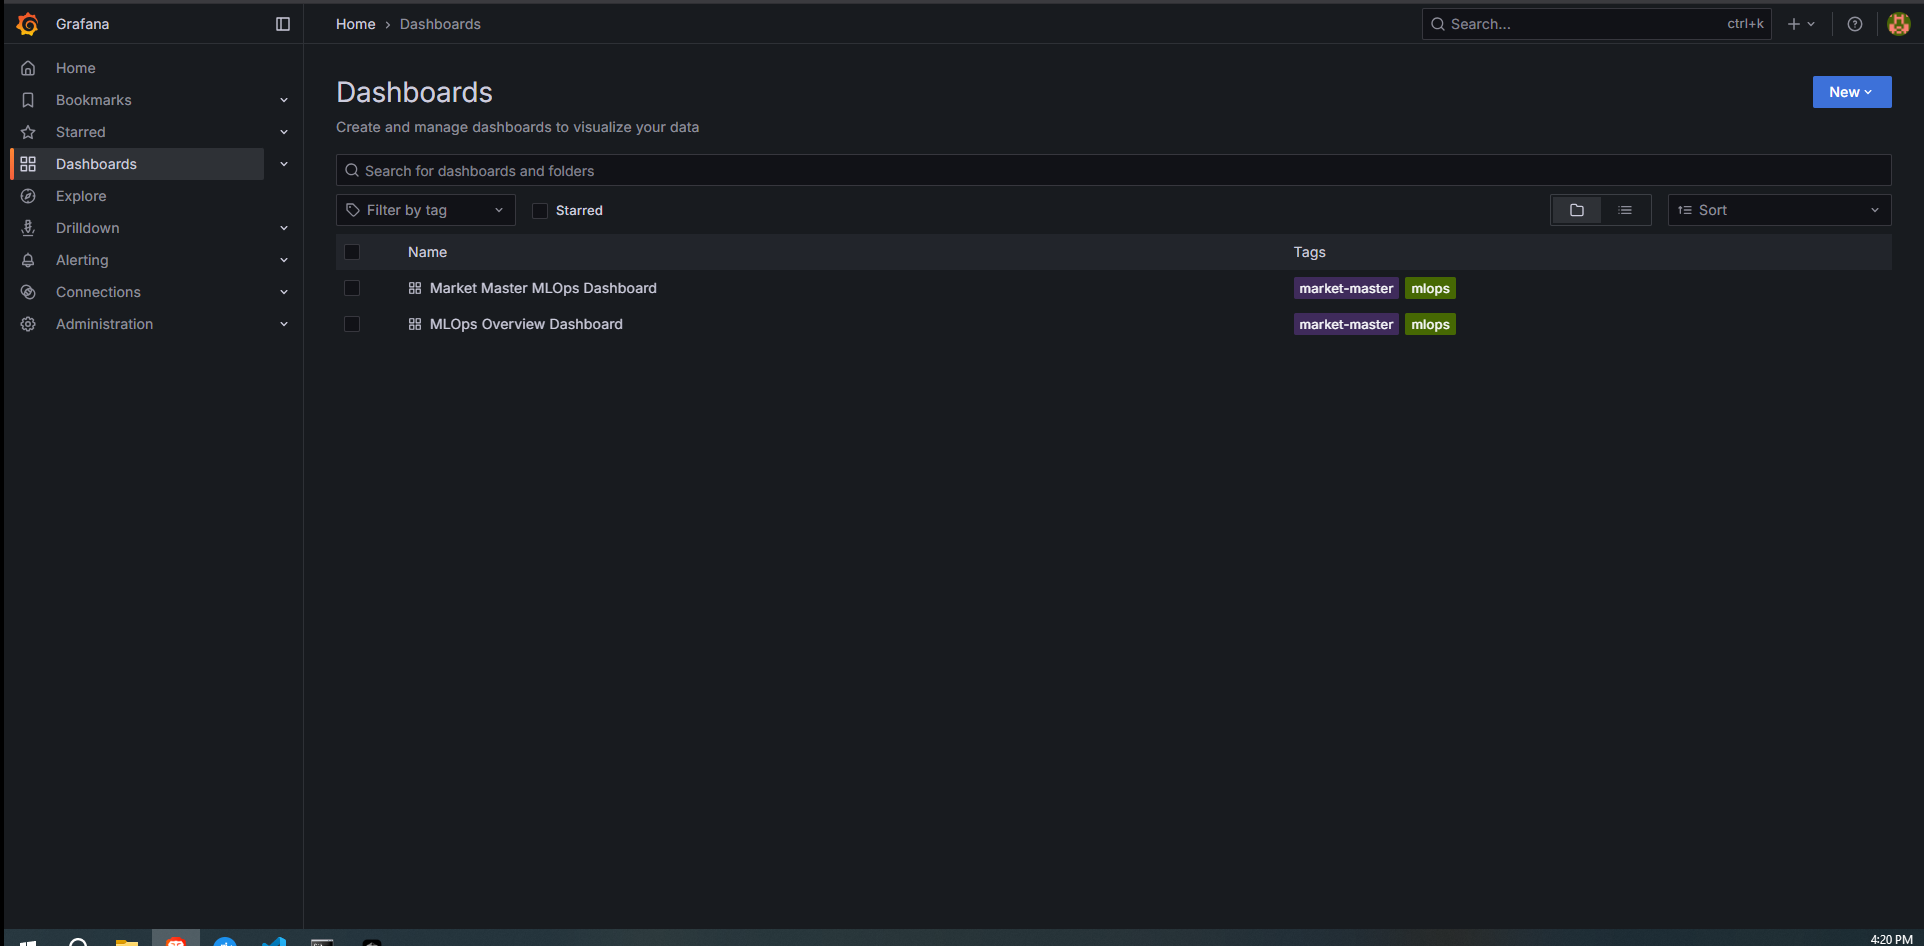 Grafana
Home › Dashboards
Search... ctrl+k
Home
Bookmarks
Starred
Dashboards
Explore
Drilldown
Alerting
Connections
Administration
Dashboards
New
Create and manage dashboards to visualize your data
Search for dashboards and folders
Filter by tag
Starred
Sort
Name Tags
Market Master MLOps Dashboard market-master mlops
MLOps Overview Dashboard market-master mlops
4:20 PM